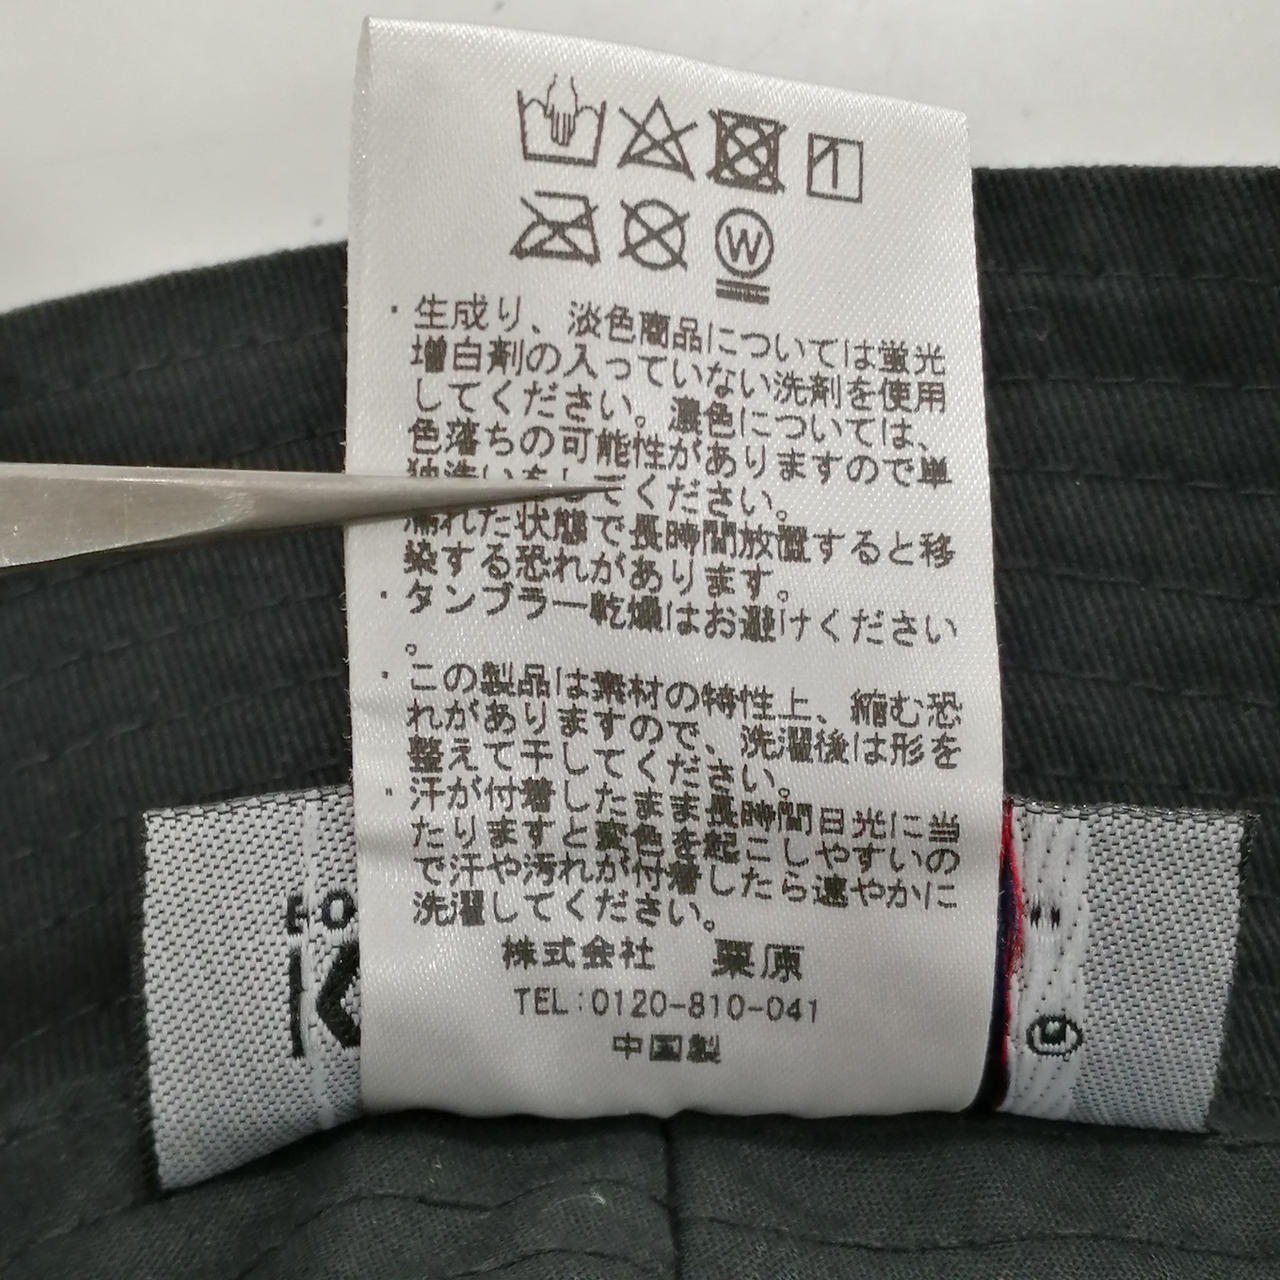 W
・生成り、淡色商品については蛍光
増白剤の入っていない洗剤を使用
してください。濃色については、
色落ちの可能性がありますので単
独洗いをしてください。
濡れた状態で長時間放置すると移
染する恐れがあります。
・タンブラー乾燥はお避けください
。
・この製品は素材の特性上、縮む恐
れがありますので、洗濯後は形を
整えて干してください。
・汗が付着したまま長時間日光に当
たりますと変色を起こしやすいの
で汗や汚れが付着したら速やかに
洗濯してください。
株式会社 栗原
TEL:0120-810-041
中国製